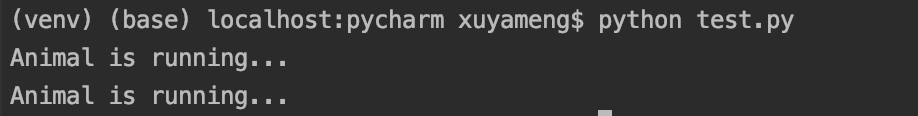 (venv) (base) localhost:pycharm xuyameng$ python test.py
Animal is running...
Animal is running...